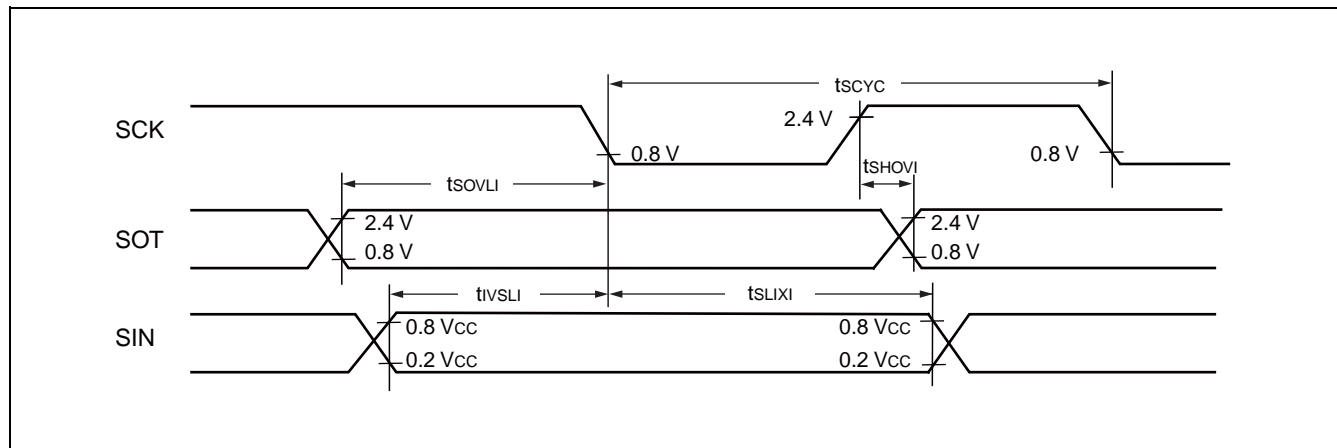 tSCYC
SCK
2.4 V
0.8 V
0.8 V
tSHOVI
tSOVLI
SOT
2.4 V
2.4 V
0.8 V
0.8 V
tIVSLI
tSLIXI
SIN
0.8 VCC
0.8 VCC
0.2 VCC
0.2 VCC